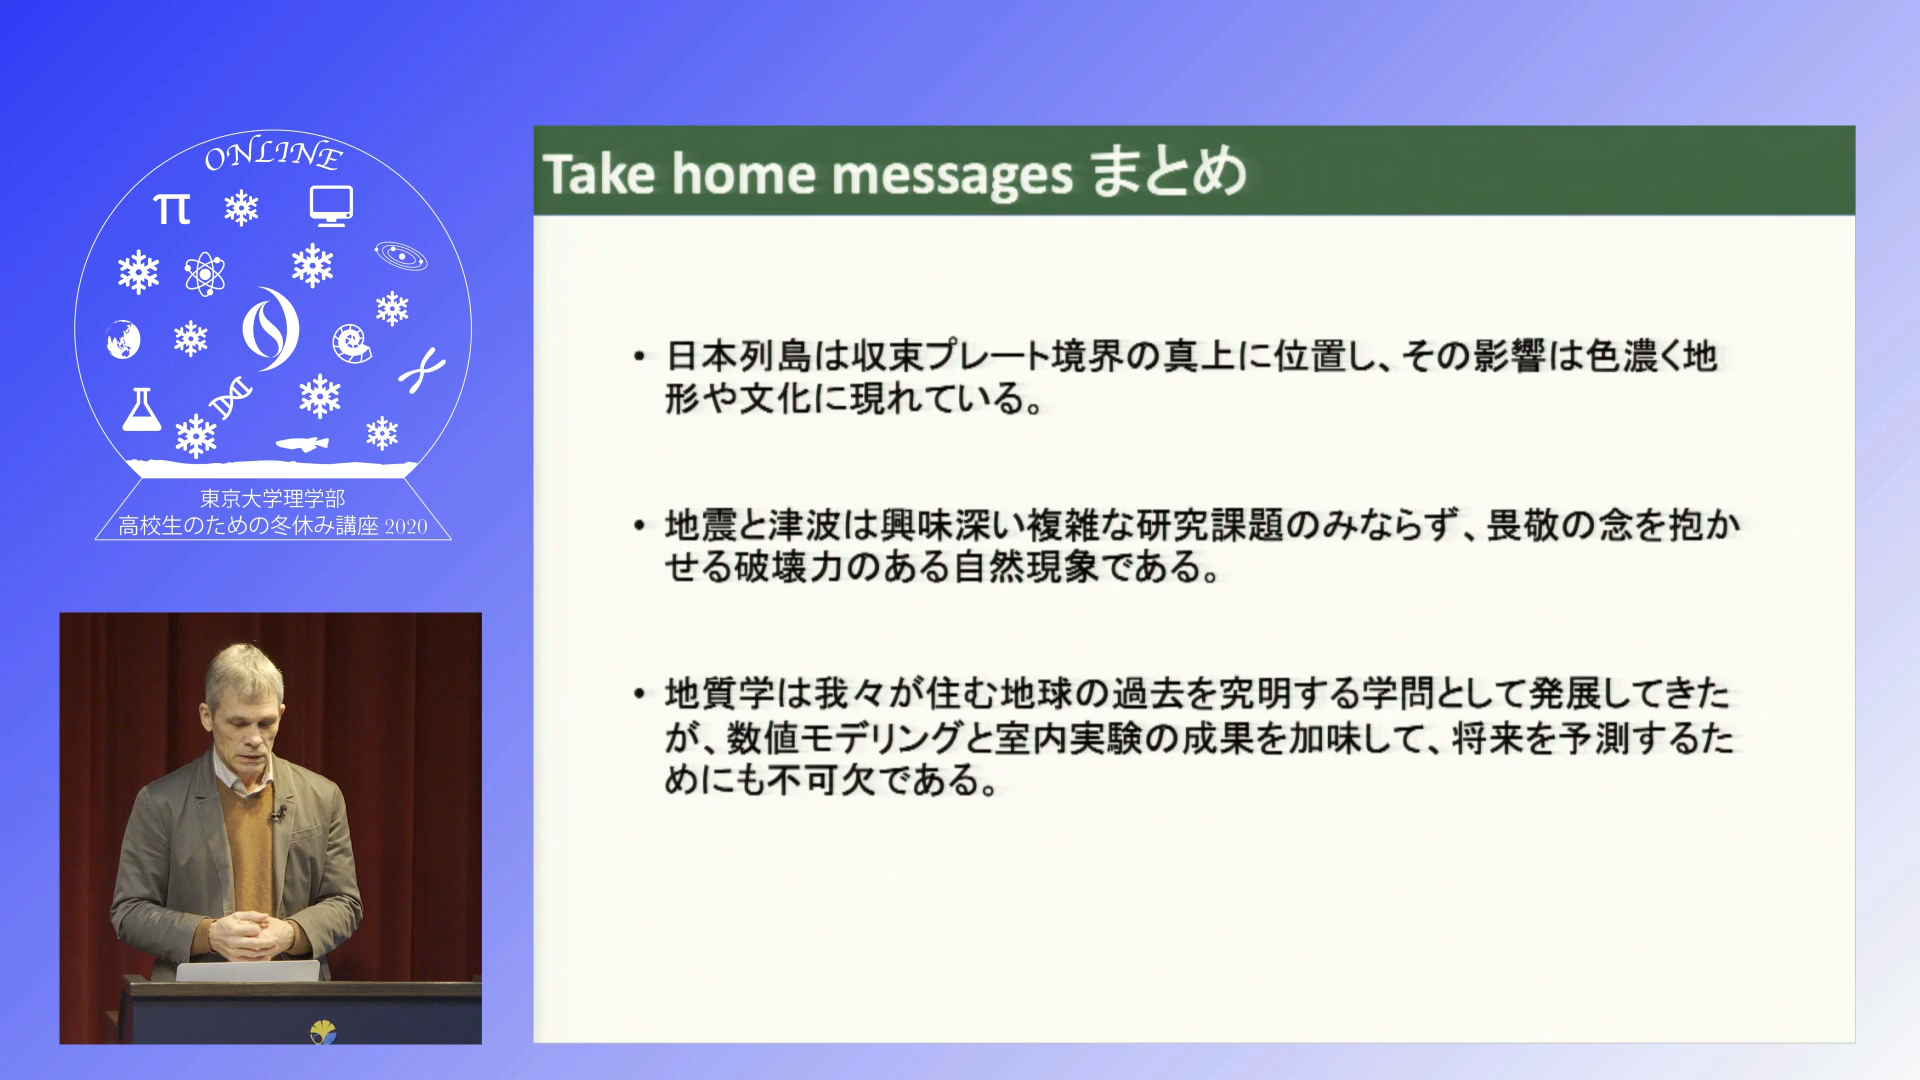 ONLINE
π
東京大学理学部
高校生のための冬休み講座 2020
Take home messages まとめ
• 日本列島は収束プレート境界の真上に位置し、その影響は色濃く地
形や文化に現れている。
• 地震と津波は興味深い複雑な研究課題のみならず、畏敬の念を抱か
せる破壊力のある自然現象である。
• 地質学は我々が住む地球の過去を究明する学問として発展してきた
が、数値モデリングと室内実験の成果を加味して、将来を予測するた
めにも不可欠である。